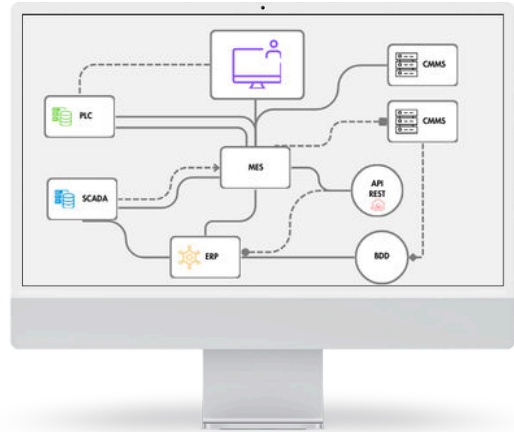 CMMS
PLC
CMMS
MES
API
REST
SCADA
ERP
BDD